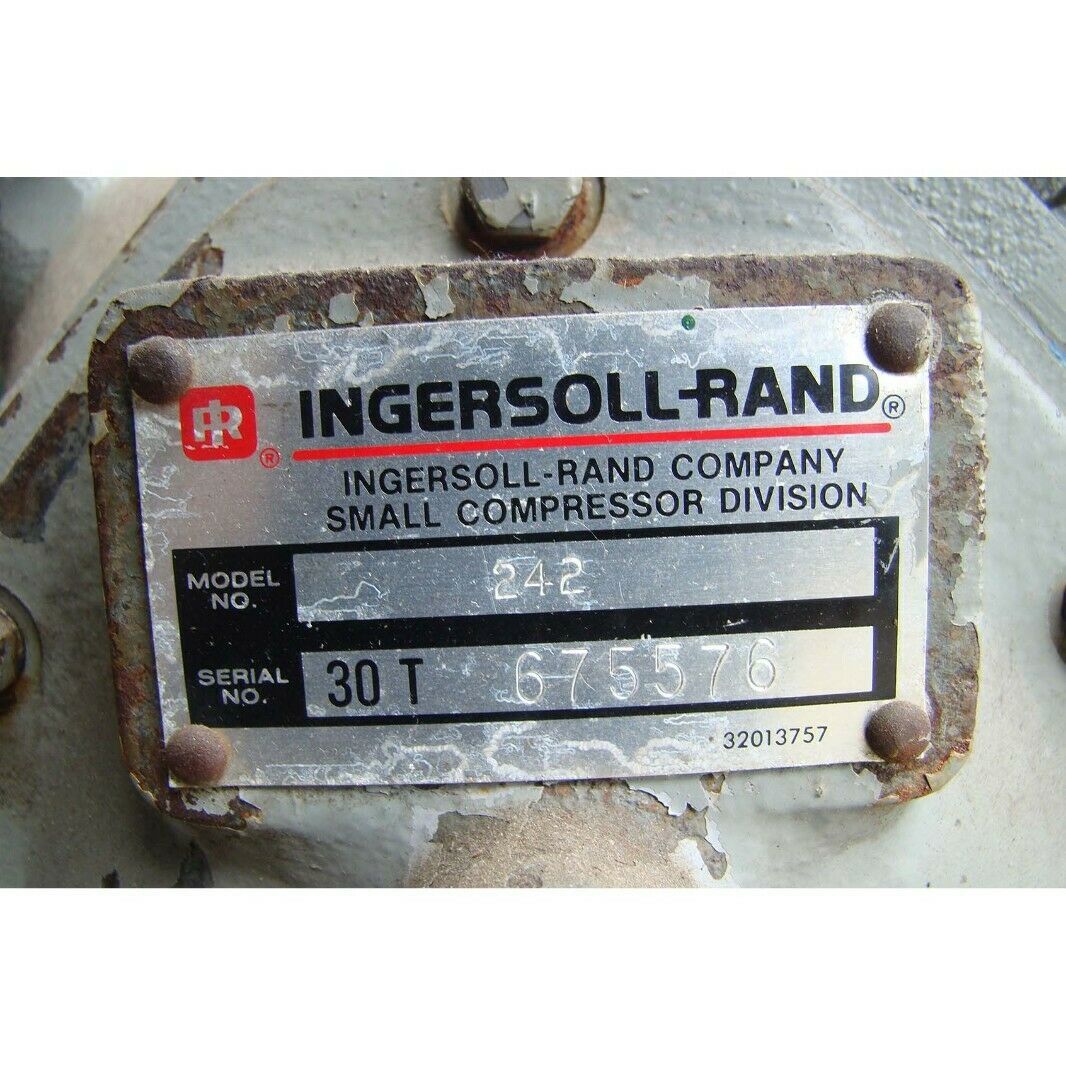 IR® INGERSOLL-RAND®
INGERSOLL-RAND COMPANY
SMALL COMPRESSOR DIVISION
MODEL NO. 242
SERIAL NO. 30 T 675576
32013757